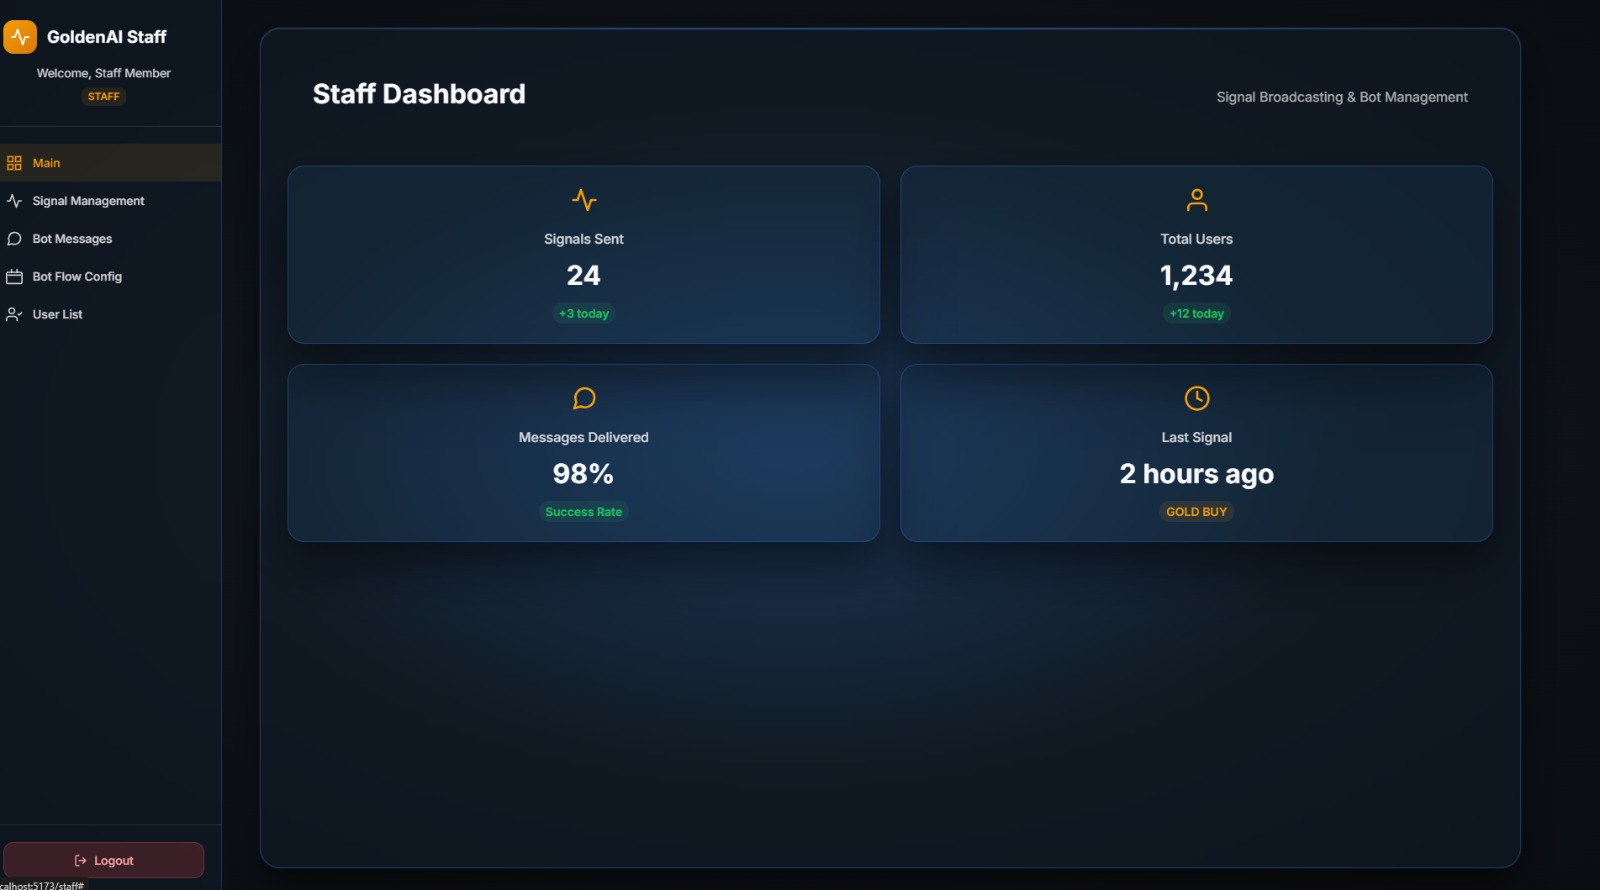 GoldenAI Staff
Welcome, Staff Member
STAFF
Main
Signal Management
Bot Messages
Bot Flow Config
User List
Logout
calhost:5173/staff#
Staff Dashboard
Signal Broadcasting & Bot Management
Signals Sent
24
+3 today
Total Users
1,234
+12 today
Messages Delivered
98%
Success Rate
Last Signal
2 hours ago
GOLD BUY